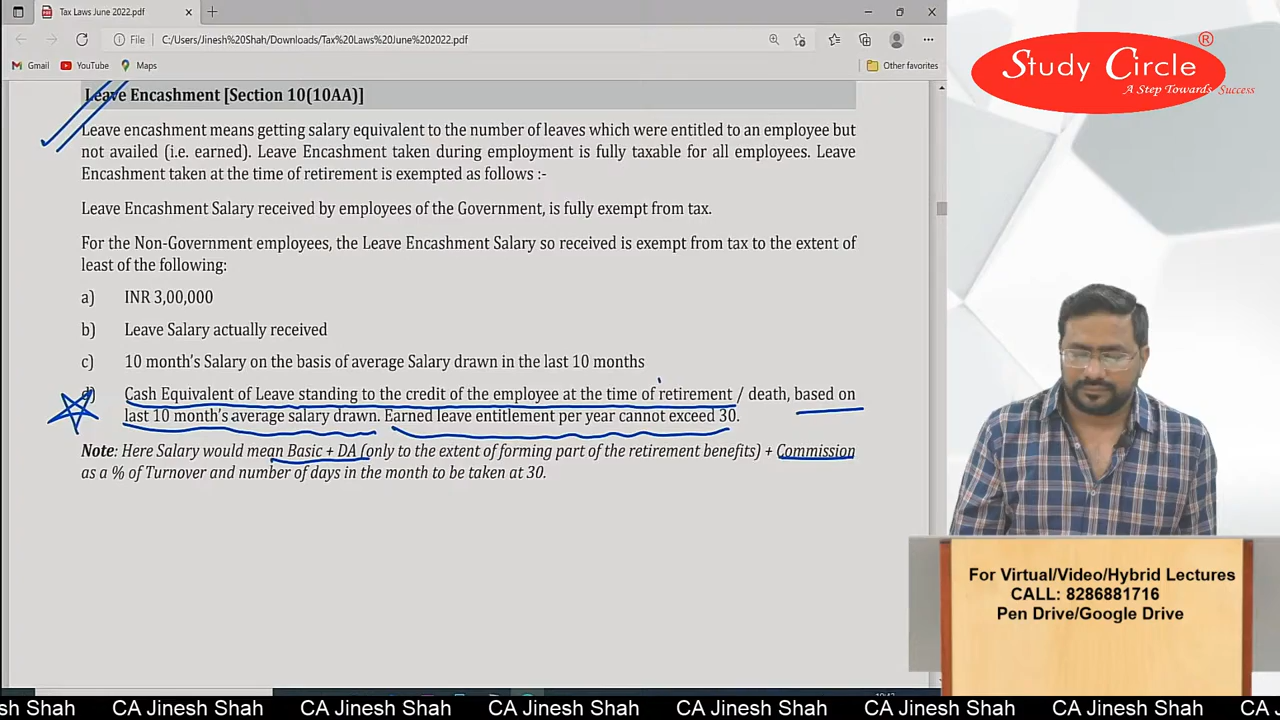 Tax Laws June 2022.pdf
File
C:/Users/Jinesh%20Shah/Downloads/Tax%20Laws%20June%202022.pdf
Gmail
YouTube
Maps
Other favorites
Leave Encashment [Section 10(10AA)]
Leave encashment means getting salary equivalent to the number of leaves which were entitled to an employee but
not availed (i.e. earned). Leave Encashment taken during employment is fully taxable for all employees. Leave
Encashment taken at the time of retirement is exempted as follows :-
Leave Encashment Salary received by employees of the Government, is fully exempt from tax.
For the Non-Government employees, the Leave Encashment Salary so received is exempt from tax to the extent of
least of the following:
a) INR 3,00,000
b) Leave Salary actually received
c) 10 month's Salary on the basis of average Salary drawn in the last 10 months
d) Cash Equivalent of Leave standing to the credit of the employee at the time of retirement / death, based on
last 10 month's average salary drawn. Earned leave entitlement per year cannot exceed 30.
Note: Here Salary would mean Basic + DA (only to the extent of forming part of the retirement benefits) + Commission
as a % of Turnover and number of days in the month to be taken at 30.
Study Circle ®
A Step Towards Success
For Virtual/Video/Hybrid Lectures
CALL: 8286881716
Pen Drive/Google Drive
nesh Shah CA Jinesh Shah CA Jinesh Shah CA Jinesh Shah CA Jinesh Shah CA Jinesh Shah CA Jinesh Shah